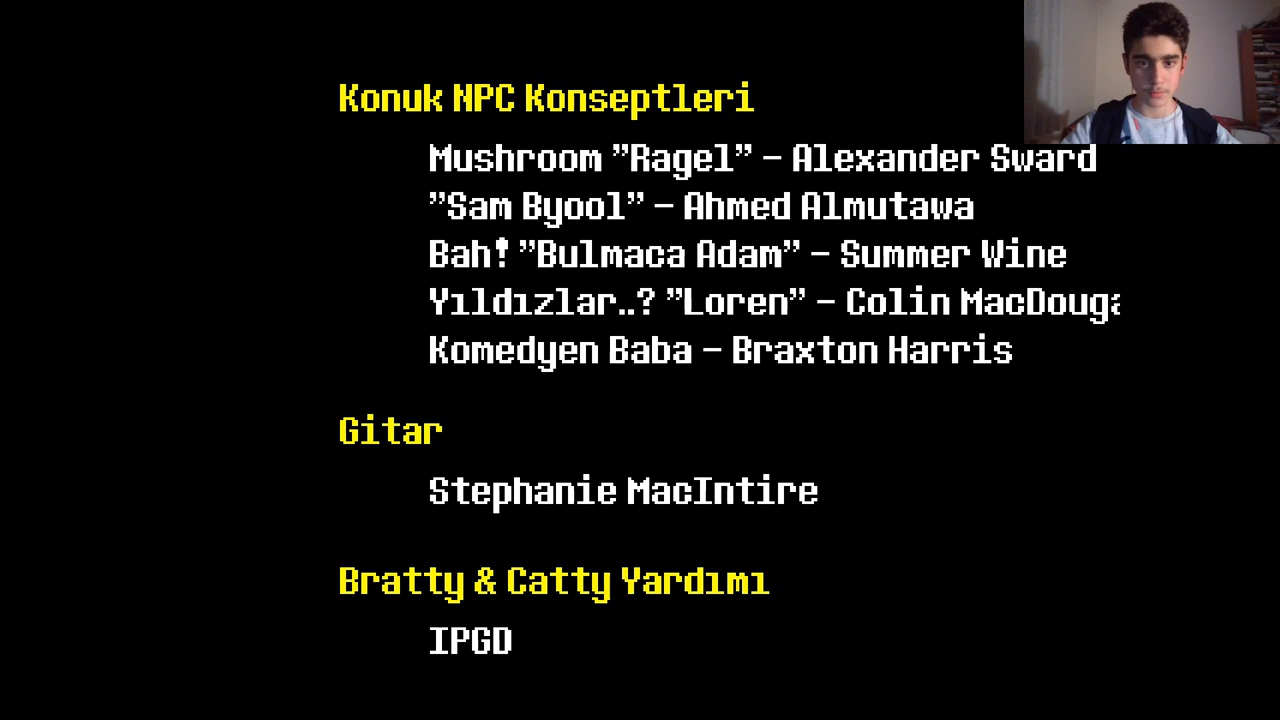 Konuk NPC Konseptleri
Mushroom "Ragel" - Alexander Sward
"Sam Byool" - Ahmed Almutawa
Bah! "Bulmaca Adam" - Summer Wine
Yıldızlar..? "Loren" - Colin
Komedyen Baba - Braxton Harris
Gitar
Stephanie MacIntire
Bratty & Catty Yardımı
IPGD